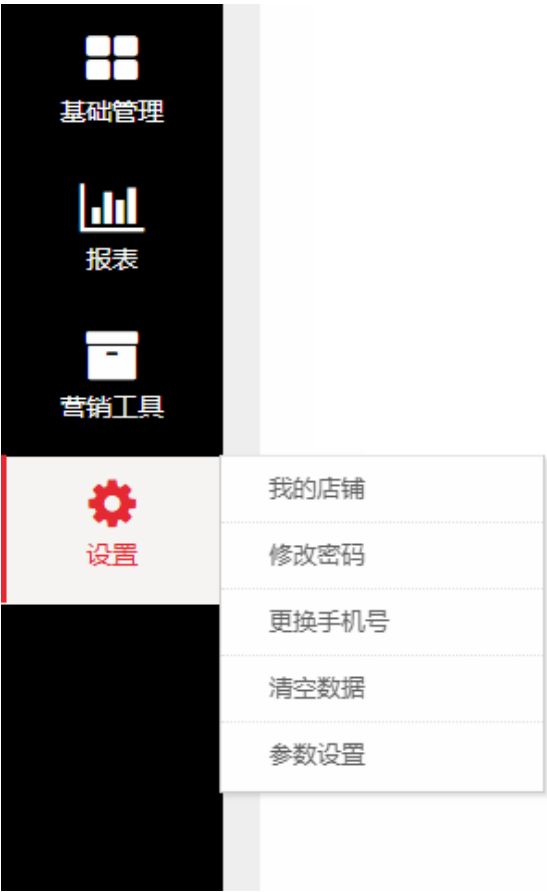 基础管理
报表
营销工具
设置
我的店铺
修改密码
更换手机号
清空数据
参数设置